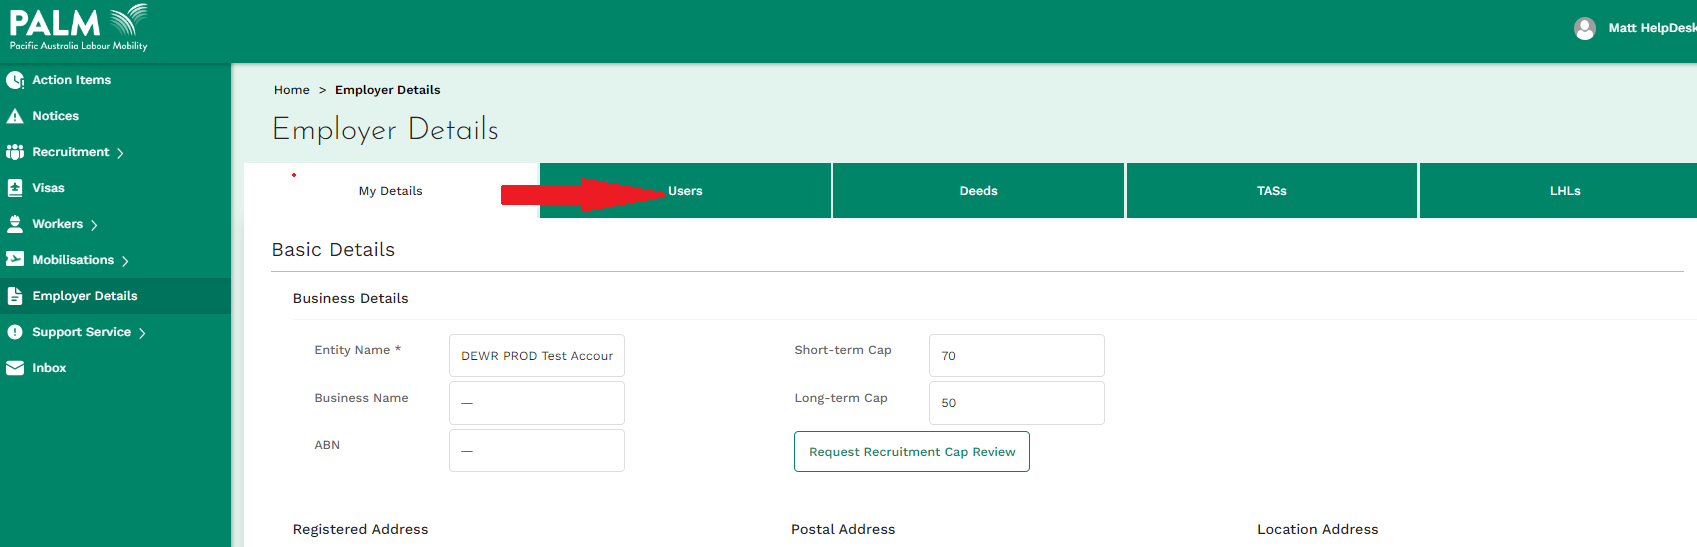 PALM
Pacific Australia Labour Mobility
Matt HelpDesk
Action Items
Notices
Recruitment
Visas
Workers
Mobilisations
Employer Details
Support Service
Inbox
Home > Employer Details
Employer Details
My Details
Users
Deeds
TASs
LHLs
Basic Details
Business Details
Entity Name *
DEWR PROD Test Accour
Short-term Cap
70
Business Name
—
Long-term Cap
50
ABN
—
Request Recruitment Cap Review
Registered Address
Postal Address
Location Address